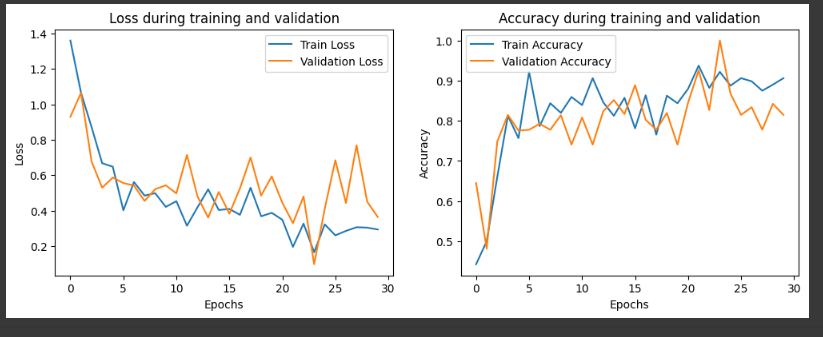 Loss during training and validation
1.4
1.2
1.0
0.8
0.6
0.4
0.2
Loss
Train Loss
Validation Loss
0 5 10 15 20 25 30
Epochs
Accuracy during training and validation
1.0
0.9
0.8
0.7
0.6
0.5
Accuracy
Train Accuracy
Validation Accuracy
0 5 10 15 20 25 30
Epochs